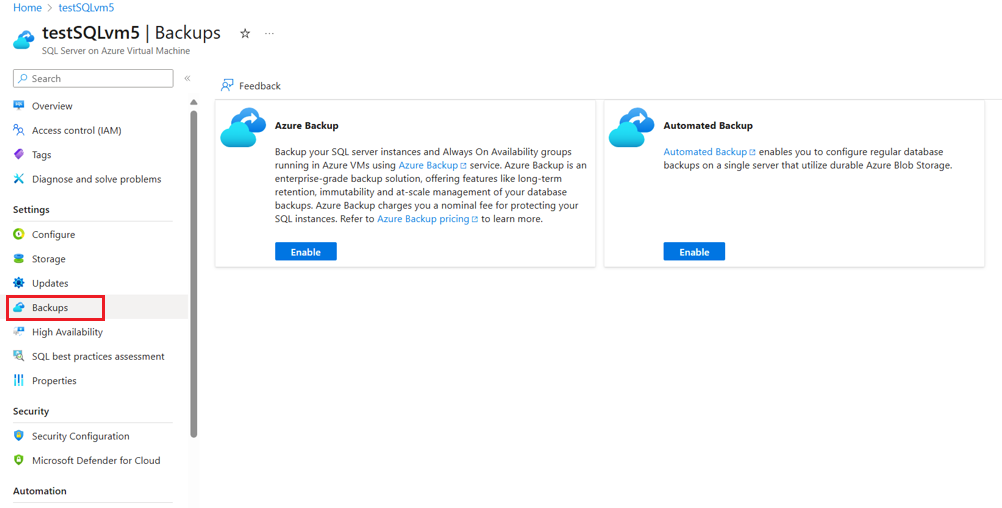 Home > testSQLvm5
testSQLvm5 | Backups
SQL Server on Azure Virtual Machine
Search
Overview
Access control (IAM)
Tags
Diagnose and solve problems
Settings
Configure
Storage
Updates
Backups
High Availability
SQL best practices assessment
Properties
Security
Security Configuration
Microsoft Defender for Cloud
Automation
Feedback
Azure Backup
Backup your SQL server instances and Always On Availability groups
running in Azure VMs using Azure Backup service. Azure Backup is an
enterprise-grade backup solution, offering features like long-term
retention, immutability and at-scale management of your database
backups. Azure Backup charges you a nominal fee for protecting your
SQL instances. Refer to Azure Backup pricing to learn more.
Enable
Automated Backup
Automated Backup enables you to configure regular database
backups on a single server that utilize durable Azure Blob Storage.
Enable